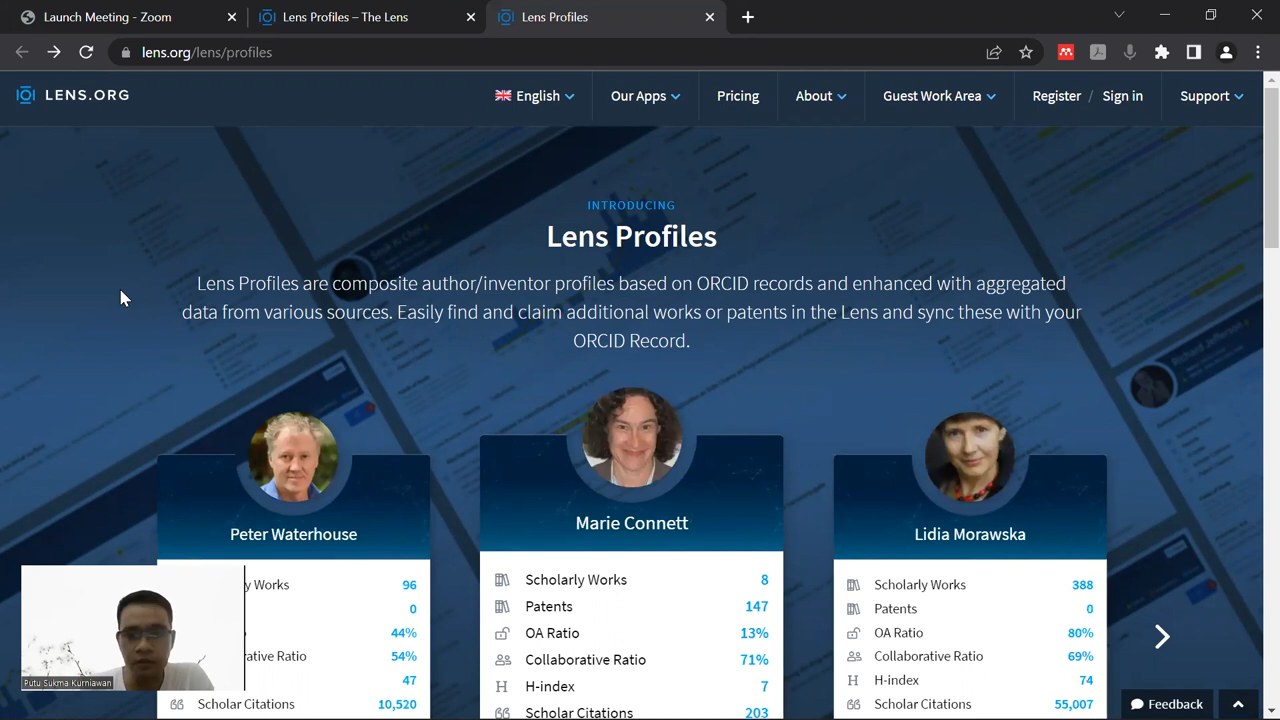 Launch Meeting - Zoom
Lens Profiles – The Lens
Lens Profiles
lens.org/lens/profiles
LENS.ORG
English
Our Apps
Pricing
About
Guest Work Area
Register / Sign in
Support
INTRODUCING
Lens Profiles
Lens Profiles are composite author/inventor profiles based on ORCID records and enhanced with aggregated
data from various sources. Easily find and claim additional works or patents in the Lens and sync these with your
ORCID Record.
Peter Waterhouse
y Works 96
0
44%
rative Ratio 54%
47
Scholar Citations 10,520
Marie Connett
Scholarly Works 8
Patents 147
OA Ratio 13%
Collaborative Ratio 71%
H-index 7
Scholar Citations 203
Lidia Morawska
Scholarly Works 388
Patents 0
OA Ratio 80%
Collaborative Ratio 69%
H-index 74
Scholar Citations 55,007
Putu Sukma Kurniawan
Feedback